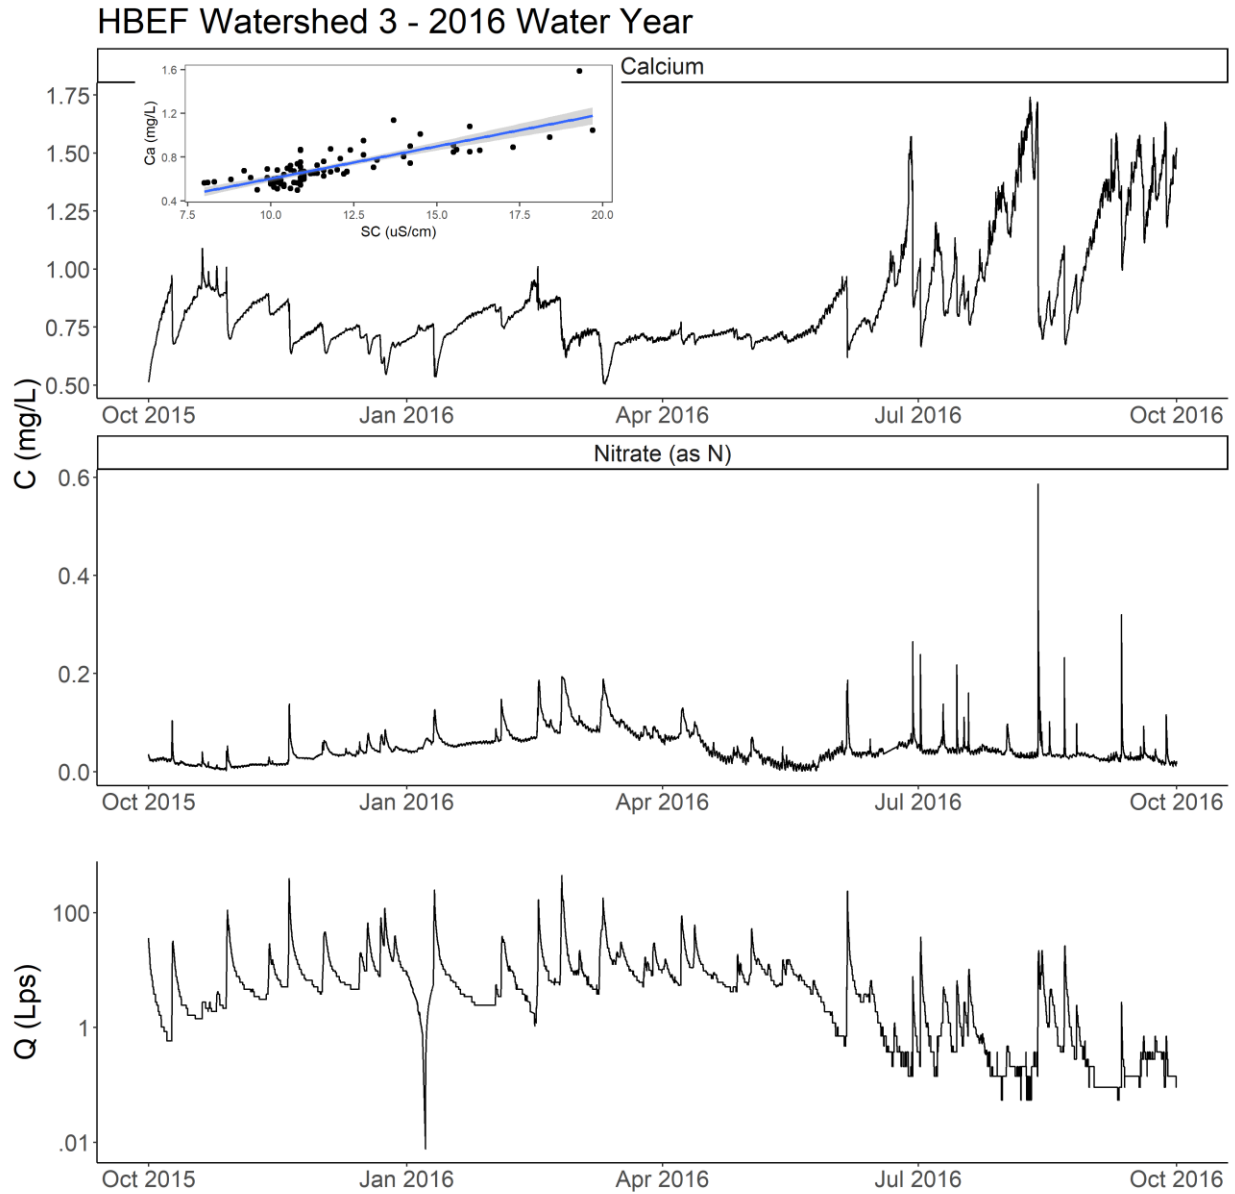 HBEF Watershed 3 - 2016 Water Year
Calcium
1.6
1.2
0.8
0.4
Ca (mg/L)
7.5 10.0 12.5 15.0 17.5 20.0
SC (uS/cm)
1.75
1.50
1.25
1.00
0.75
0.50
Oct 2015 Jan 2016 Apr 2016 Jul 2016 Oct 2016
C (mg/L)
Nitrate (as N)
0.6
0.4
0.2
0.0
Oct 2015 Jan 2016 Apr 2016 Jul 2016 Oct 2016
100
1
.01
Q (Lps)
Oct 2015 Jan 2016 Apr 2016 Jul 2016 Oct 2016